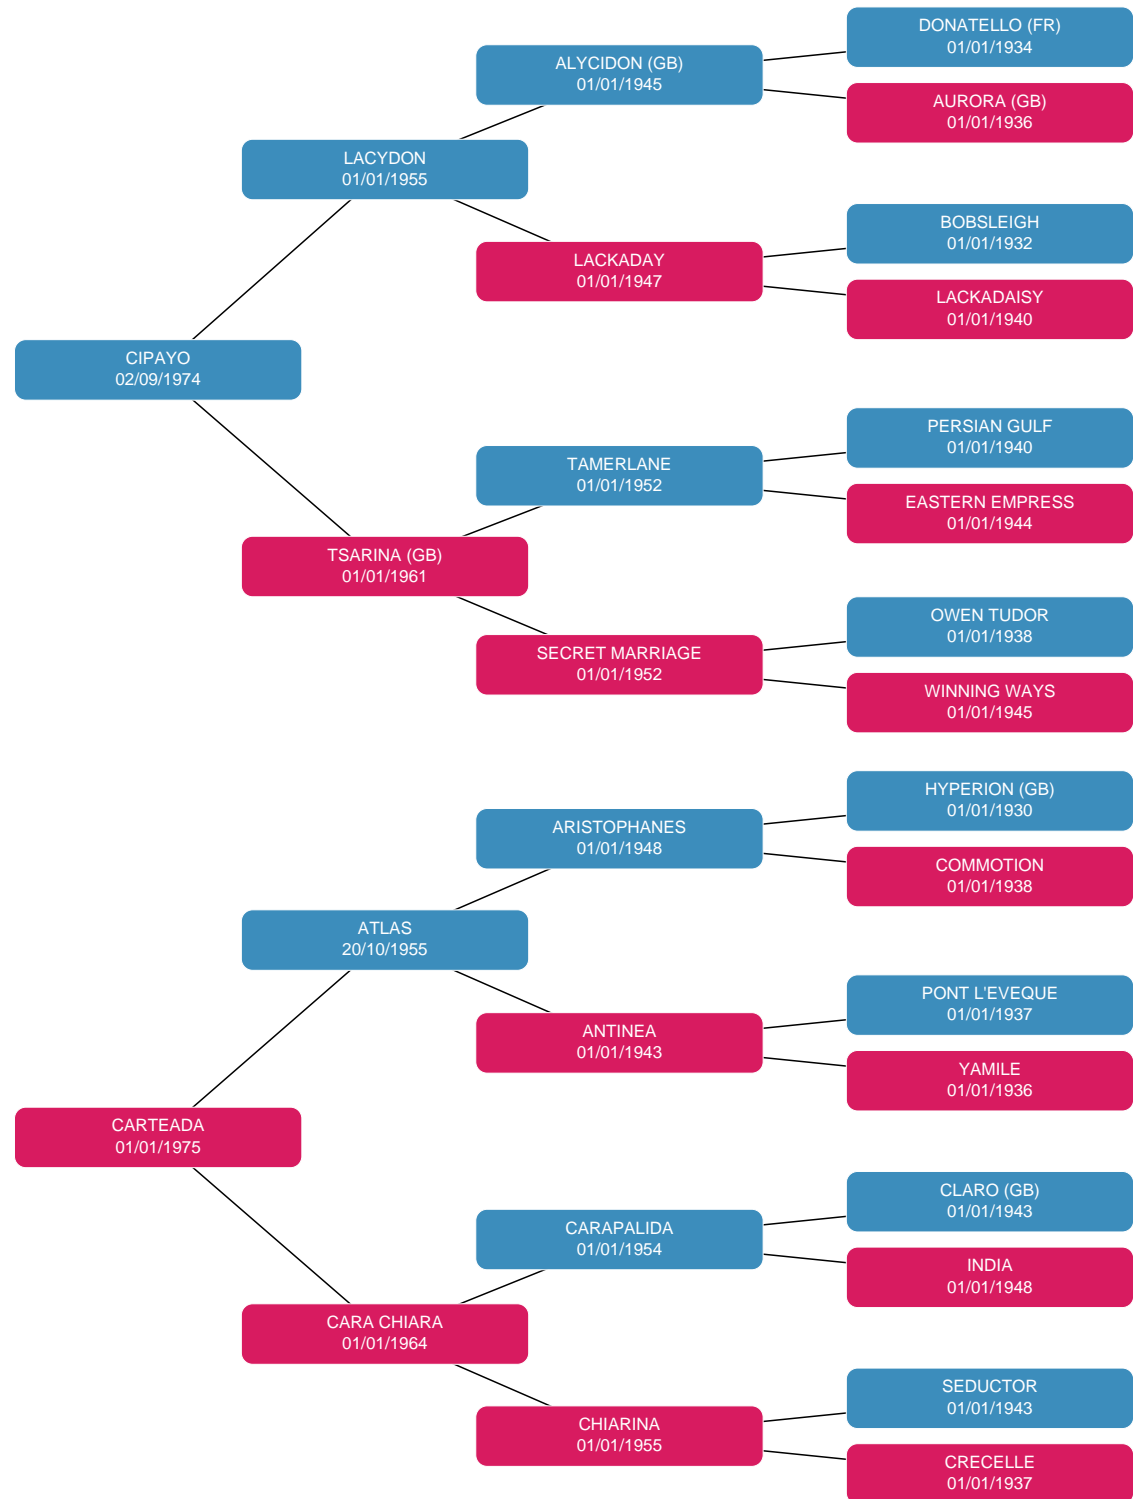 DONATELLO (FR)
01/01/1934
ALYCIDON (GB)
01/01/1945
AURORA (GB)
01/01/1936
LACYDON
01/01/1955
BOBSLEIGH
01/01/1932
LACKADAY
01/01/1947
LACKADAISY
01/01/1940
CIPAYO
02/09/1974
PERSIAN GULF
01/01/1940
TAMERLANE
01/01/1952
EASTERN EMPRESS
01/01/1944
TSARINA (GB)
01/01/1961
OWEN TUDOR
01/01/1938
SECRET MARRIAGE
01/01/1952
WINNING WAYS
01/01/1945
HYPERION (GB)
01/01/1930
ARISTOPHANES
01/01/1948
COMMOTION
01/01/1938
ATLAS
20/10/1955
PONT L'EVEQUE
01/01/1937
ANTINEA
01/01/1943
YAMILE
01/01/1936
CARTEADA
01/01/1975
CLARO (GB)
01/01/1943
CARAPALIDA
01/01/1954
INDIA
01/01/1948
CARA CHIARA
01/01/1964
SEDUCTOR
01/01/1943
CHIARINA
01/01/1955
CRECELLE
01/01/1937